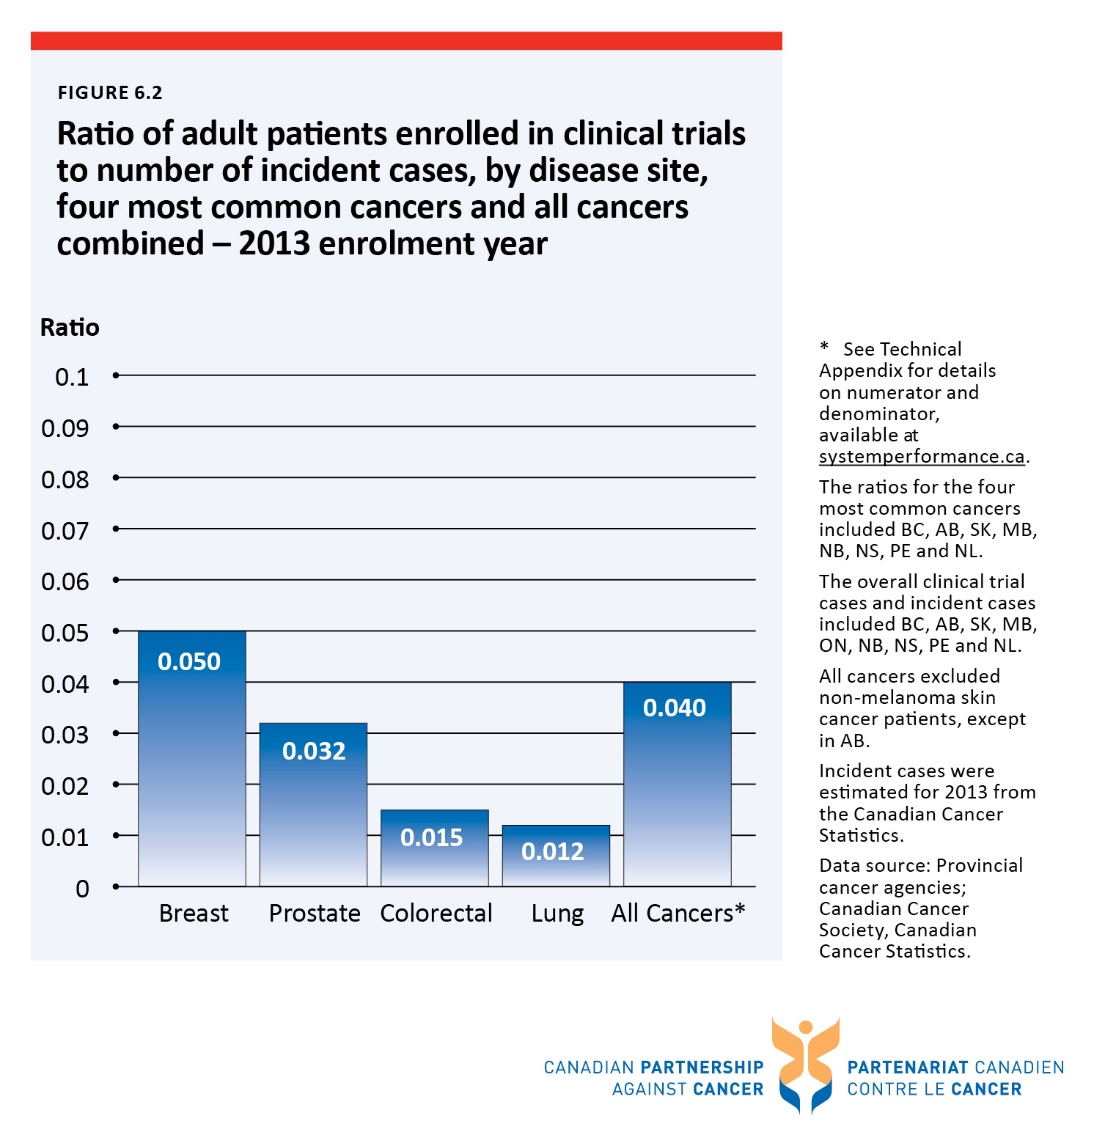 FIGURE 6.2
Ratio of adult patients enrolled in clinical trials
to number of incident cases, by disease site,
four most common cancers and all cancers
combined – 2013 enrolment year
Ratio
0.1
0.09
0.08
0.07
0.06
0.05
0.04
0.03
0.02
0.01
0
0.050
0.032
0.015
0.012
0.040
Breast
Prostate
Colorectal
Lung
All Cancers*
* See Technical
Appendix for details
on numerator and
denominator,
available at
systemperformance.ca.
The ratios for the four
most common cancers
included BC, AB, SK, MB,
NB, NS, PE and NL.
The overall clinical trial
cases and incident cases
included BC, AB, SK, MB,
ON, NB, NS, PE and NL.
All cancers excluded
non-melanoma skin
cancer patients, except
in AB.
Incident cases were
estimated for 2013 from
the Canadian Cancer
Statistics.
Data source: Provincial
cancer agencies;
Canadian Cancer
Society, Canadian
Cancer Statistics.
CANADIAN PARTNERSHIP
AGAINST CANCER
PARTENARIAT CANADIEN
CONTRE LE CANCER